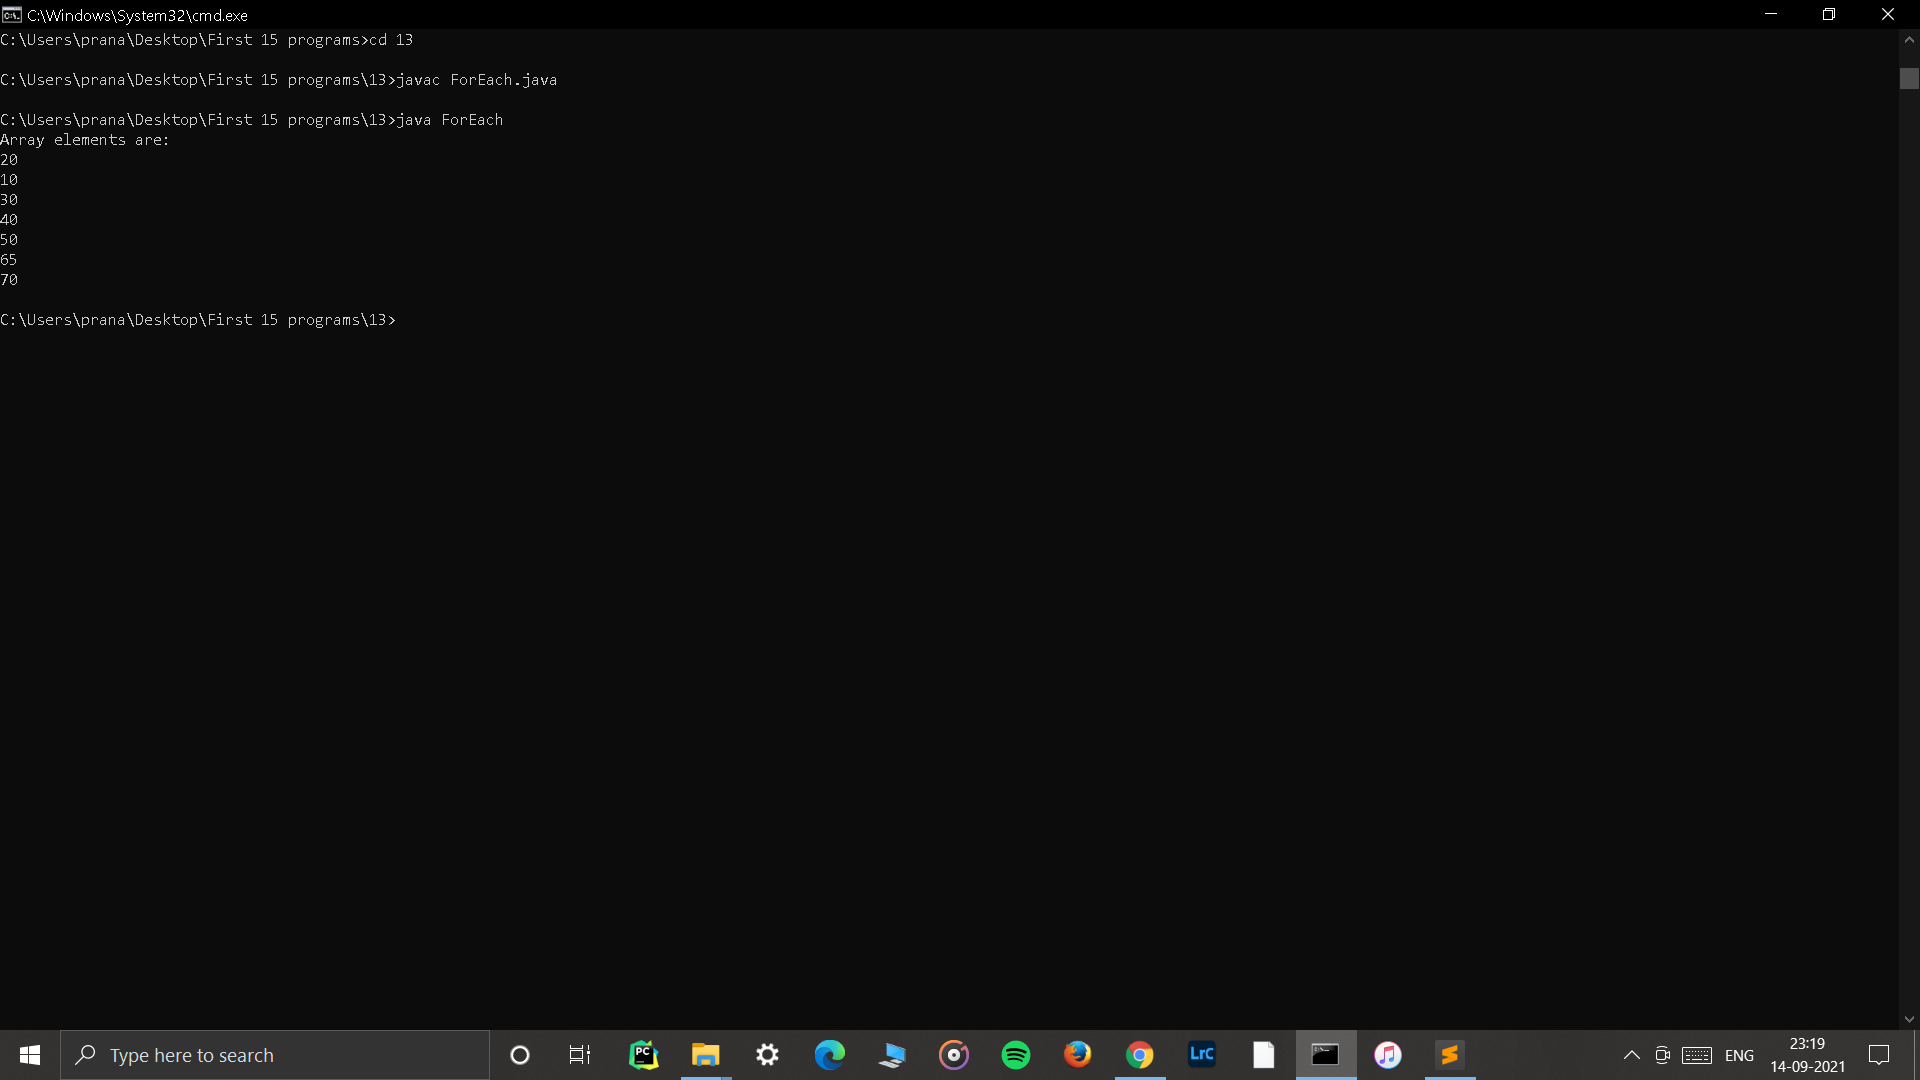 C:\Windows\System32\cmd.exe
C:\Users\prana\Desktop\First 15 programs>cd 13
C:\Users\prana\Desktop\First 15 programs\13>javac ForEach.java
C:\Users\prana\Desktop\First 15 programs\13>java ForEach
Array elements are:
20
10
30
40
50
65
70
C:\Users\prana\Desktop\First 15 programs\13>
Type here to search
PC
LrC
ENG
23:19
14-09-2021